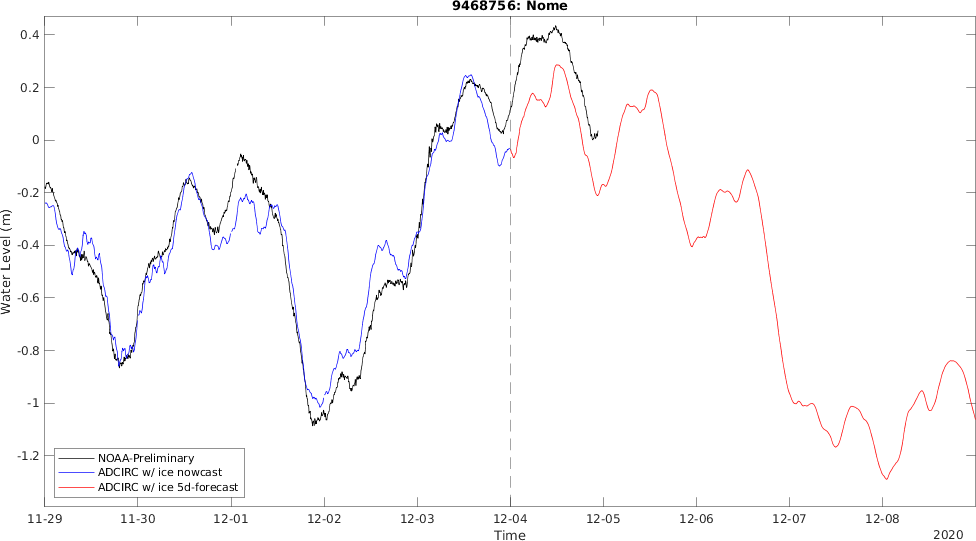 9468756: Nome
0.4
0.2
0
-0.2
-0.4
-0.6
-0.8
-1
-1.2
Water Level (m)
NOAA-Preliminary
ADCIRC w/ ice nowcast
ADCIRC w/ ice 5d-forecast
11-29 11-30 12-01 12-02 12-03 12-04 12-05 12-06 12-07 12-08
Time
2020